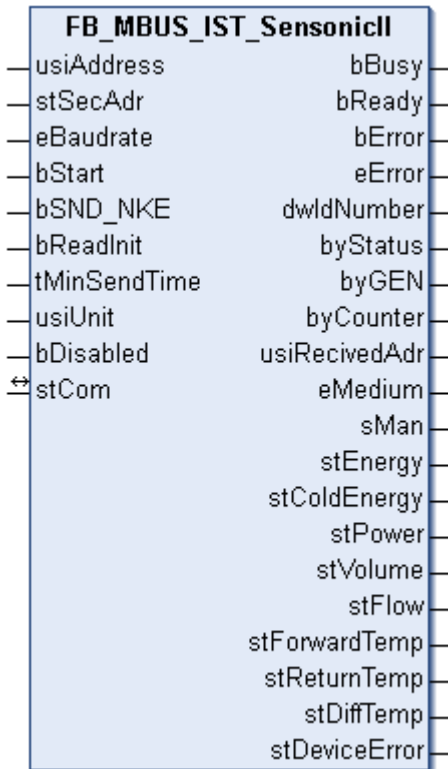 FB_MBUS_IST_SensonicII
usiAddress bBusy
stSecAdr bReady
eBaudrate bError
bStart eError
bSND_NKE dwIdNumber
bReadInit byStatus
tMinSendTime byGEN
usiUnit byCounter
bDisabled usiRecivedAdr
stCom eMedium
sMan
stEnergy
stColdEnergy
stPower
stVolume
stFlow
stForwardTemp
stReturnTemp
stDiffTemp
stDeviceError